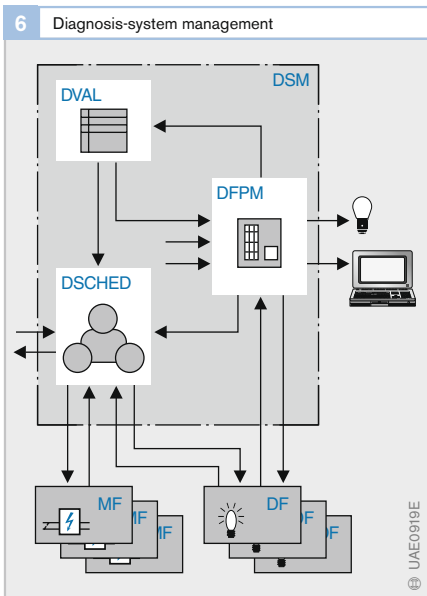 6 Diagnosis-system management
DSM
DVAL
DFPM
DSCHED
MF
MF
MF
DF
DF
DF
UAE0919E